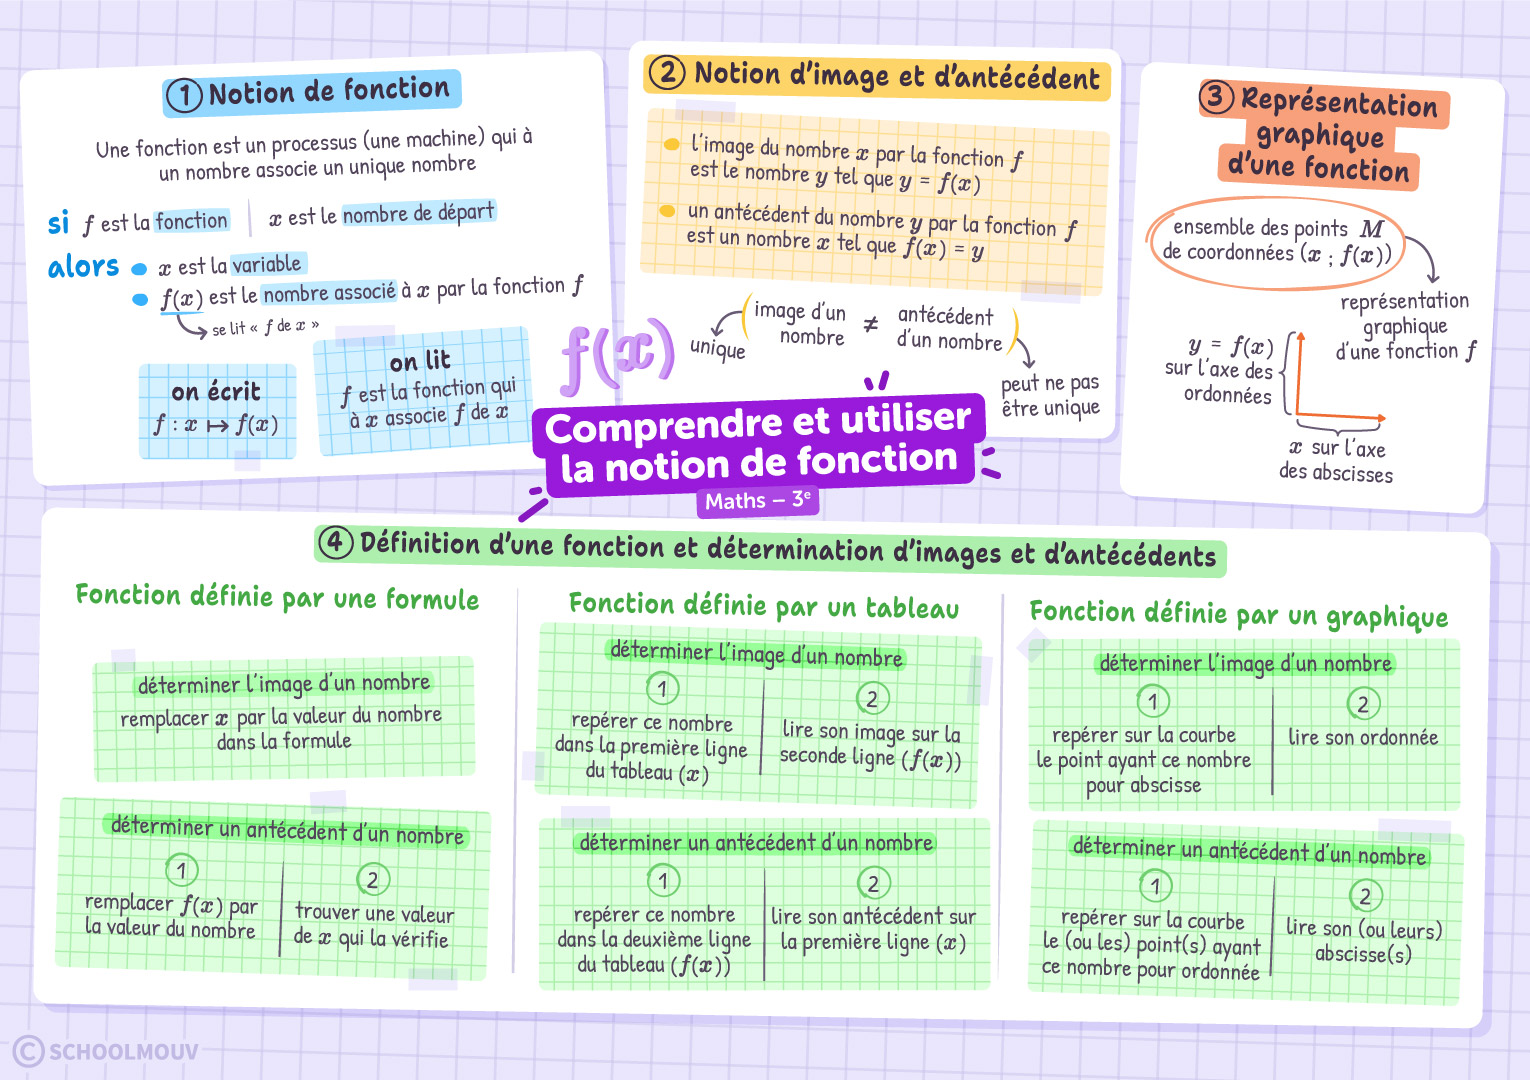 1 Notion de fonction
Une fonction est un processus (une machine) qui à
un nombre associe un unique nombre
si f est la fonction
x est le nombre de départ
alors
x est la variable
f(x) est le nombre associé à x par la fonction f
se lit « f de x »
on écrit
f : x ↦ f(x)
on lit
f est la fonction qui
à x associe f de x
2 Notion d'image et d'antécédent
l'image du nombre x par la fonction f
est le nombre y tel que y = f(x)
un antécédent du nombre y par la fonction f
est un nombre x tel que f(x) = y
image d'un
nombre
≠
antécédent
d'un nombre
unique
peut ne pas
être unique
3 Représentation
graphique
d'une fonction
ensemble des points M
de coordonnées (x ; f(x))
représentation
graphique
d'une fonction f
y = f(x)
sur l'axe des
ordonnées
x sur l'axe
des abscisses
f(x)
Comprendre et utiliser
la notion de fonction
Maths – 3e
4 Définition d'une fonction et détermination d'images et d'antécédents
Fonction définie par une formule
déterminer l'image d'un nombre
remplacer x par la valeur du nombre
dans la formule
déterminer un antécédent d'un nombre
1
remplacer f(x) par
la valeur du nombre
2
trouver une valeur
de x qui la vérifie
Fonction définie par un tableau
déterminer l'image d'un nombre
1
repérer ce nombre
dans la première ligne
du tableau (x)
2
lire son image sur la
seconde ligne (f(x))
déterminer un antécédent d'un nombre
1
repérer ce nombre
dans la deuxième ligne
du tableau (f(x))
2
lire son antécédent sur
la première ligne (x)
Fonction définie par un graphique
déterminer l'image d'un nombre
1
repérer sur la courbe
le point ayant ce nombre
pour abscisse
2
lire son ordonnée
déterminer un antécédent d'un nombre
1
repérer sur la courbe
le (ou les) point(s) ayant
ce nombre pour ordonnée
2
lire son (ou leurs)
abscisse(s)
© SCHOOLMOUV